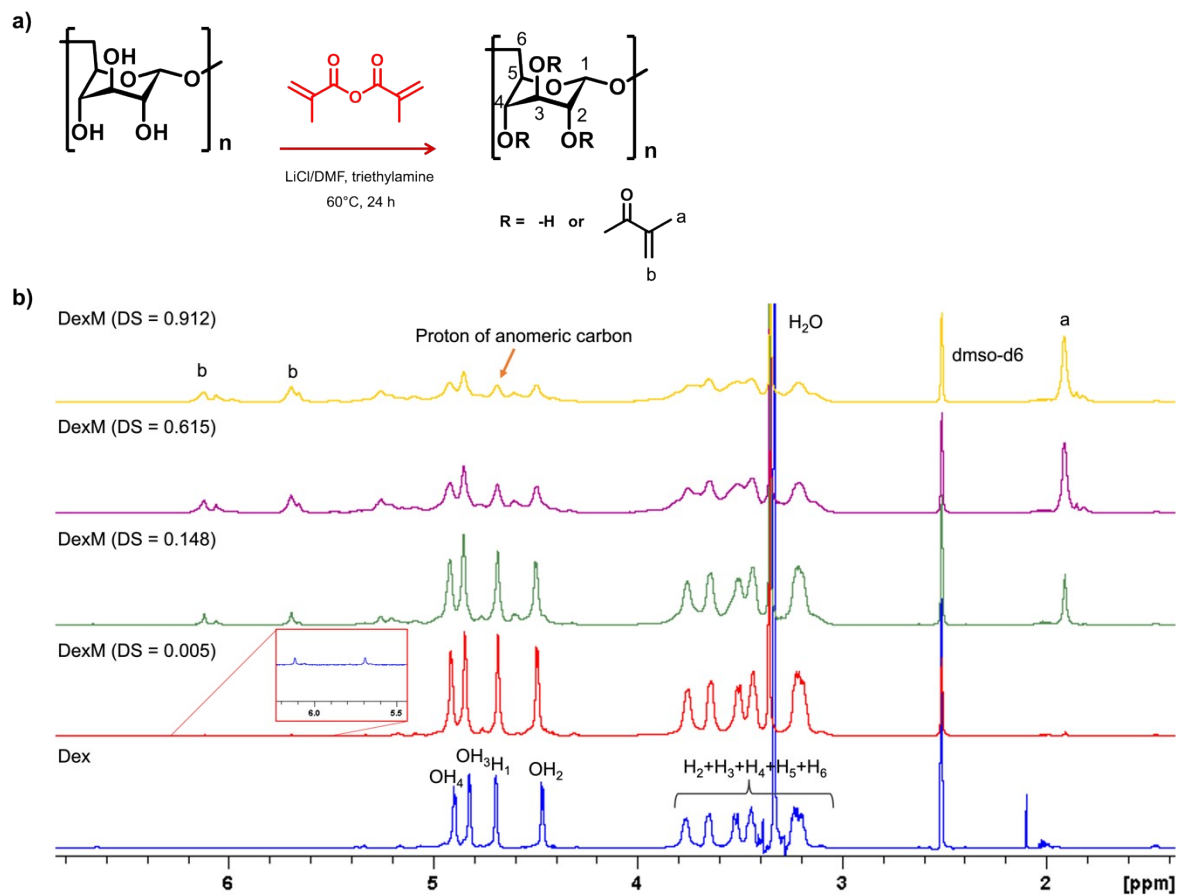 a)
OH
O
O
OH
OH
n
O
O
O
LiCl/DMF, triethylamine
60°C, 24 h
6
OR
5
O
1
O
4
3
2
OR
OR
n
R = -H or
O
a
b
b)
DexM (DS = 0.912)
H₂O
a
Proton of anomeric carbon
dmso-d6
b
b
DexM (DS = 0.615)
DexM (DS = 0.148)
DexM (DS = 0.005)
6.0 5.5
Dex
OH₄
OH₃
H₁
OH₂
H₂+H₃+H₄+H₅+H₆
6 5 4 3 2 [ppm]